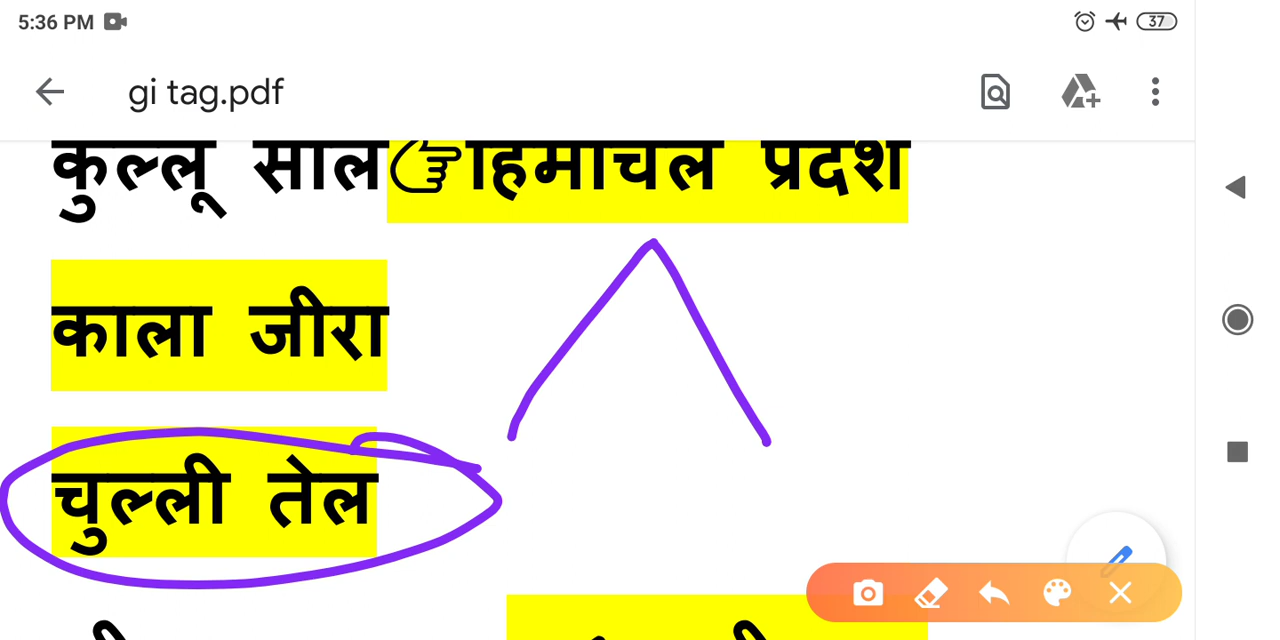 5:36 PM 37
gi tag.pdf
कुल्लू साल👉हिमाचल प्रदेश
काला जीरा
चुल्ली तेल